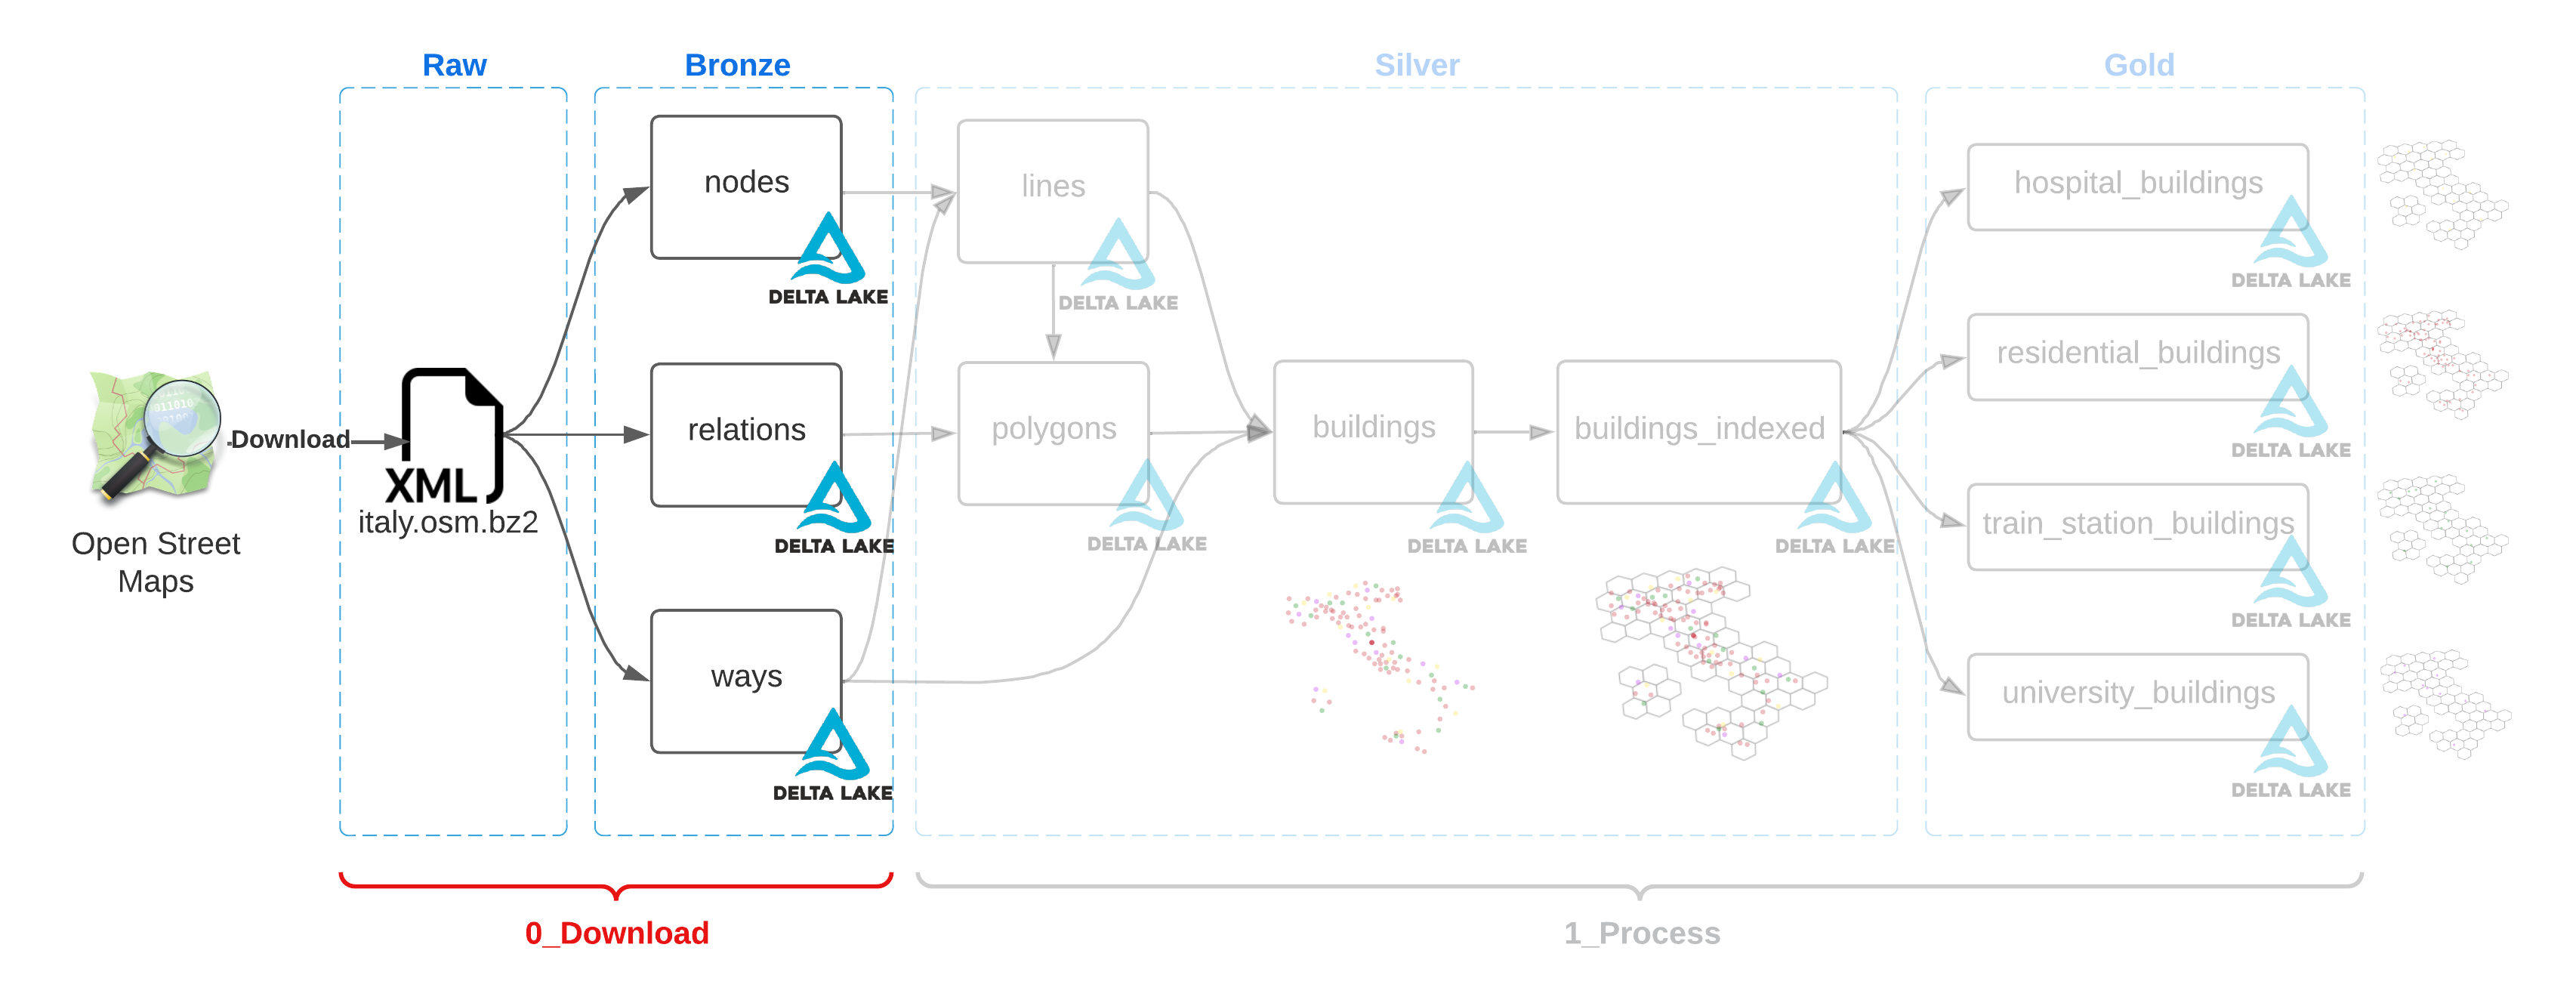 Raw
Bronze
Silver
Gold
nodes
DELTA LAKE
lines
DELTA LAKE
hospital_buildings
DELTA LAKE
residential_buildings
DELTA LAKE
Download
XML
italy.osm.bz2
Open Street
Maps
relations
DELTA LAKE
polygons
DELTA LAKE
buildings
DELTA LAKE
buildings_indexed
DELTA LAKE
train_station_buildings
DELTA LAKE
ways
DELTA LAKE
university_buildings
DELTA LAKE
0_Download
1_Process